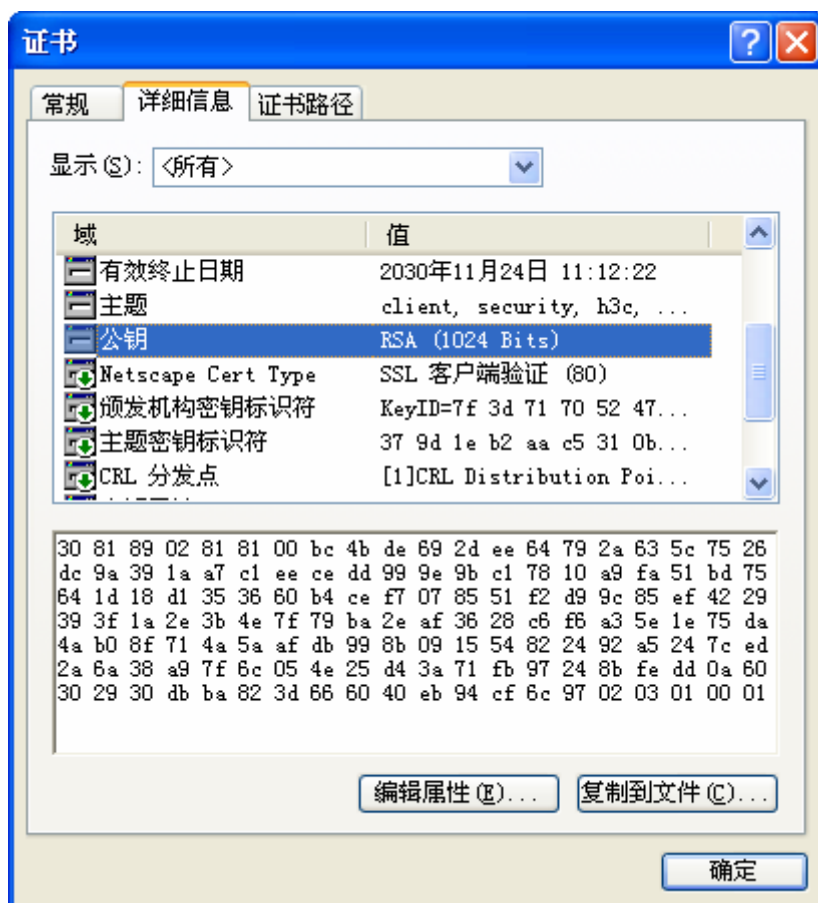 证书
常规 详细信息 证书路径
显示(S): <所有>
域 值
有效终止日期 2030年11月24日 11:12:22
主题 client, security, h3c, ...
公钥 RSA (1024 Bits)
Netscape Cert Type SSL 客户端验证 (80)
颁发机构密钥标识符 KeyID=7f 3d 71 70 52 47...
主题密钥标识符 37 9d 1e b2 aa c5 31 0b...
CRL 分发点 [1]CRL Distribution Poi...
30 81 89 02 81 81 00 bc 4b de 69 2d ee 64 79 2a 63 5c 75 26
dc 9a 39 1a a7 c1 ee ce dd 99 9e 9b c1 78 10 a9 fa 51 bd 75
64 1d 18 d1 35 36 60 b4 ce f7 07 85 51 f2 d9 9c 85 ef 42 29
39 3f 1a 2e 3b 4e 7f 79 ba 2e af 36 28 c6 f6 a3 5e 1e 75 da
4a b0 8f 71 4a 5a af db 99 8b 09 15 54 82 24 92 a5 24 7c ed
2a 6a 38 a9 7f 6c 05 4e 25 d4 3a 71 fb 97 24 8b fe dd 0a 60
30 29 30 db ba 82 3d 66 60 40 eb 94 cf 6c 97 02 03 01 00 01
编辑属性(E)... 复制到文件(C)...
确定